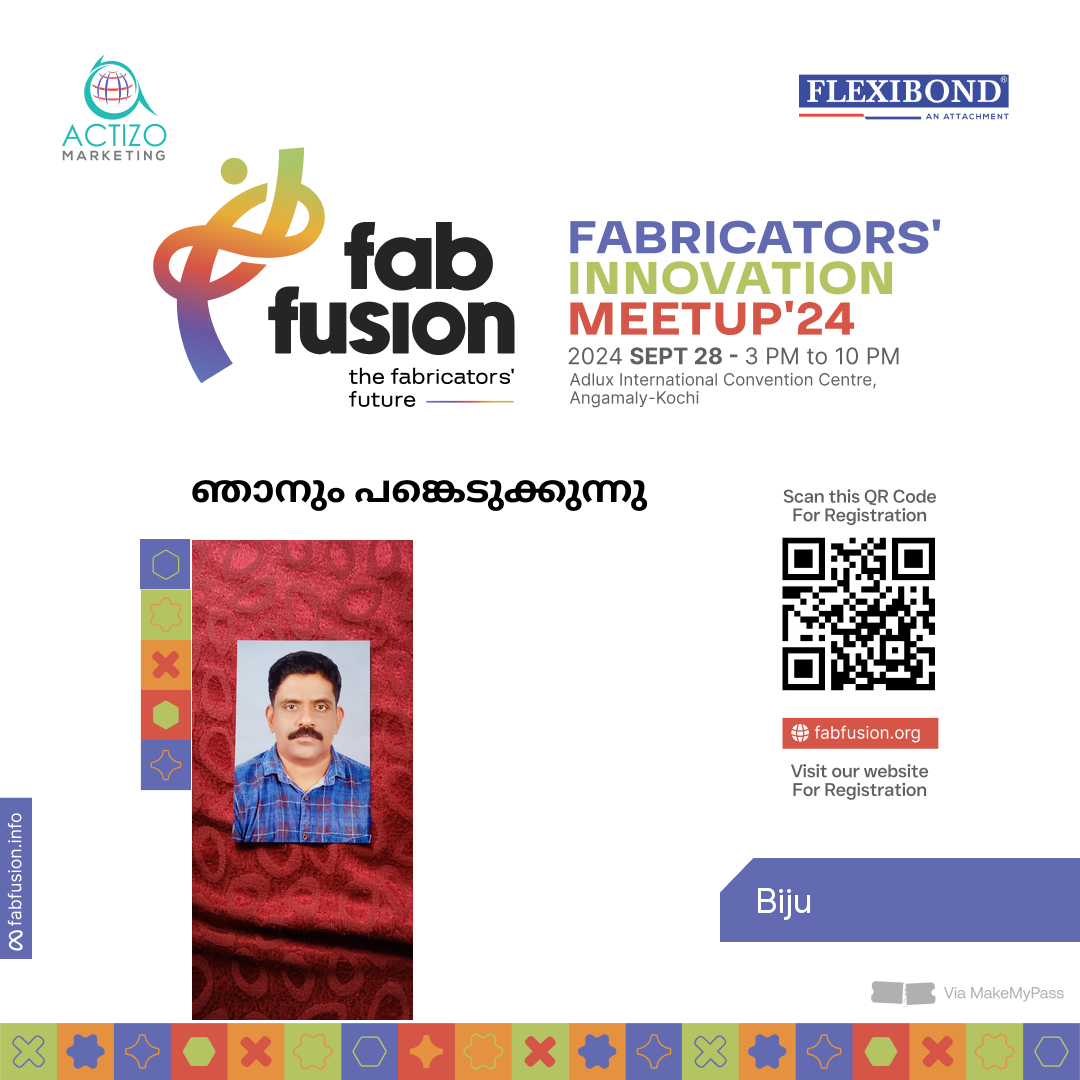 ACTIZO
MARKETING
FLEXIBOND®
AN ATTACHMENT
fab
fusion
the fabricators'
future
FABRICATORS'
INNOVATION
MEETUP'24
2024 SEPT 28 - 3 PM to 10 PM
Adlux International Convention Centre,
Angamaly-Kochi
ഞാനും പങ്കെടുക്കുന്നു
Scan this QR Code
For Registration
fabfusion.org
Visit our website
For Registration
fabfusion.info
Biju
Via MakeMyPass